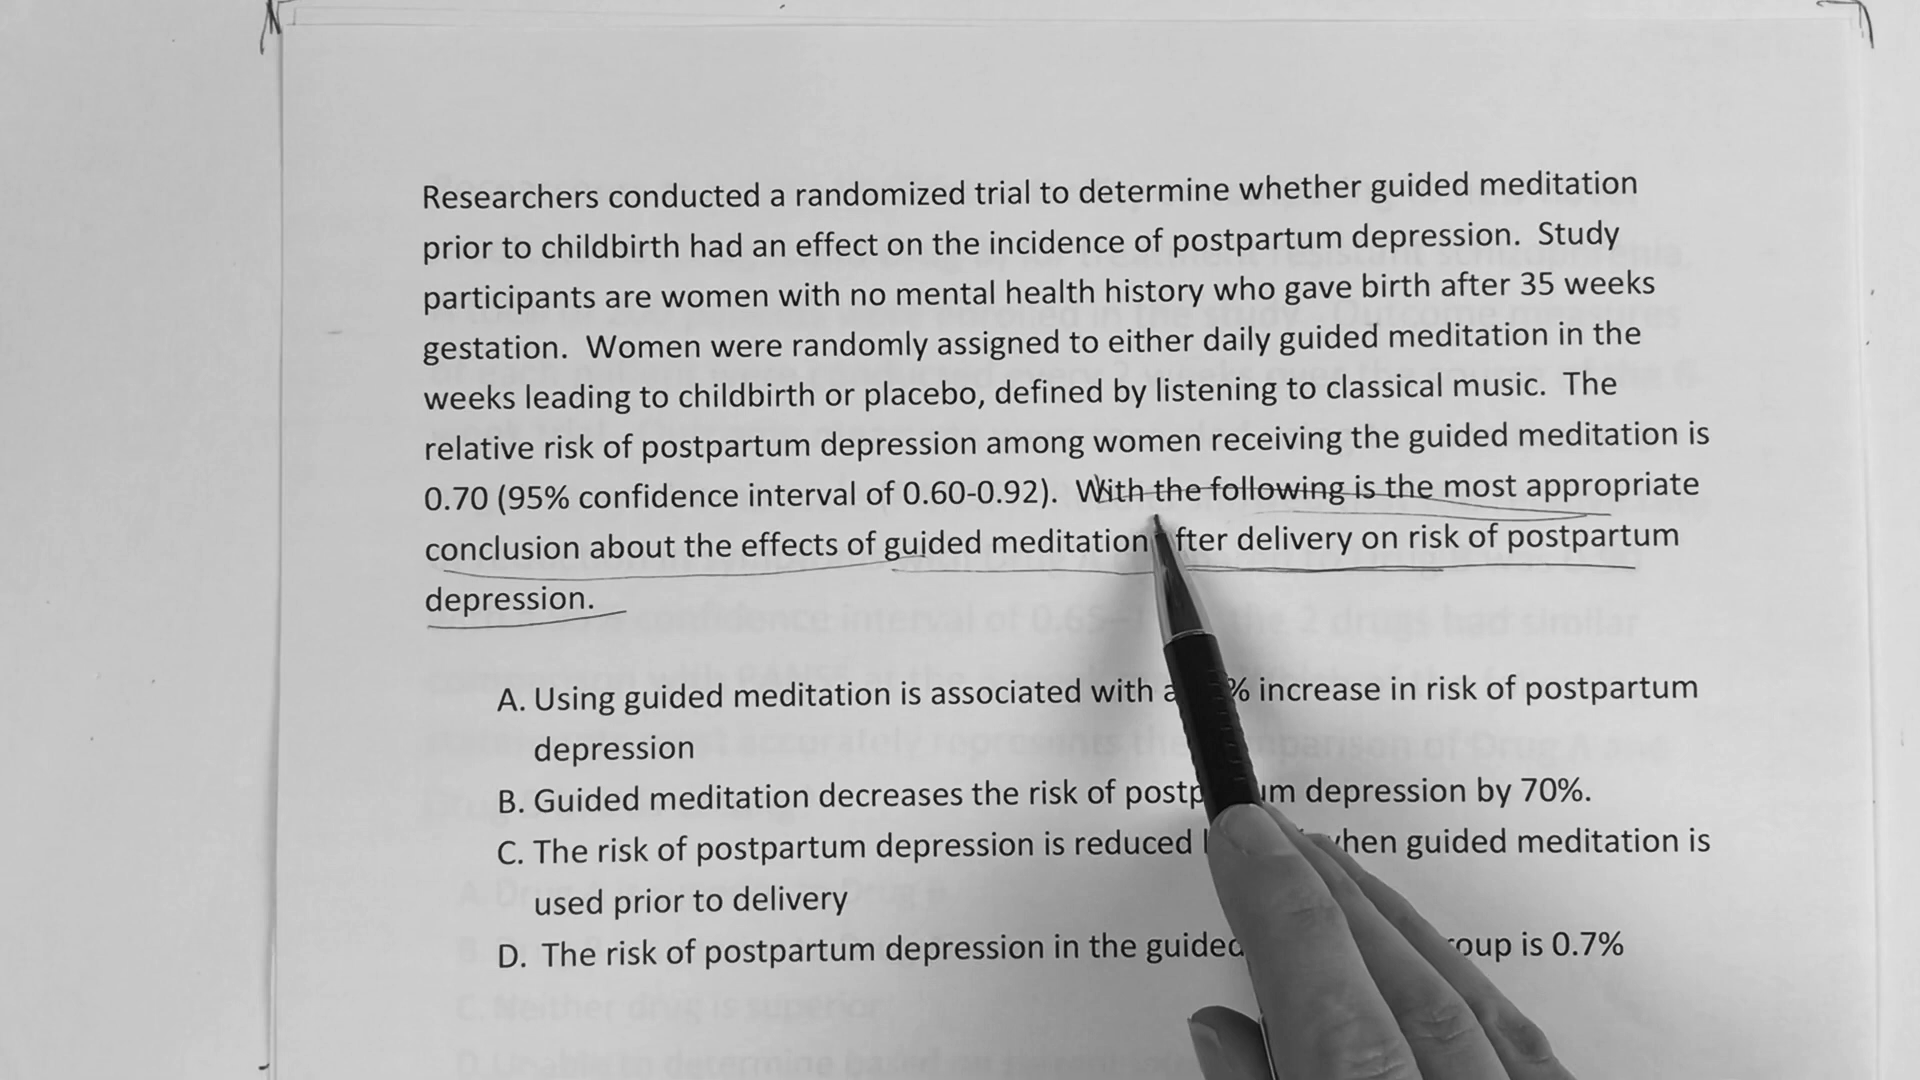 Researchers conducted a randomized trial to determine whether guided meditation
prior to childbirth had an effect on the incidence of postpartum depression. Study
participants are women with no mental health history who gave birth after 35 weeks
gestation. Women were randomly assigned to either daily guided meditation in the
weeks leading to childbirth or placebo, defined by listening to classical music. The
relative risk of postpartum depression among women receiving the guided meditation is
0.70 (95% confidence interval of 0.60-0.92). With the following is the most appropriate
conclusion about the effects of guided meditation fter delivery on risk of postpartum
depression.
A. Using guided meditation is associated with % increase in risk of postpartum
depression
B. Guided meditation decreases the risk of depression by 70%.
C. The risk of postpartum depression is reduced guided meditation is
used prior to delivery
D. The risk of postpartum depression in the is 0.7%